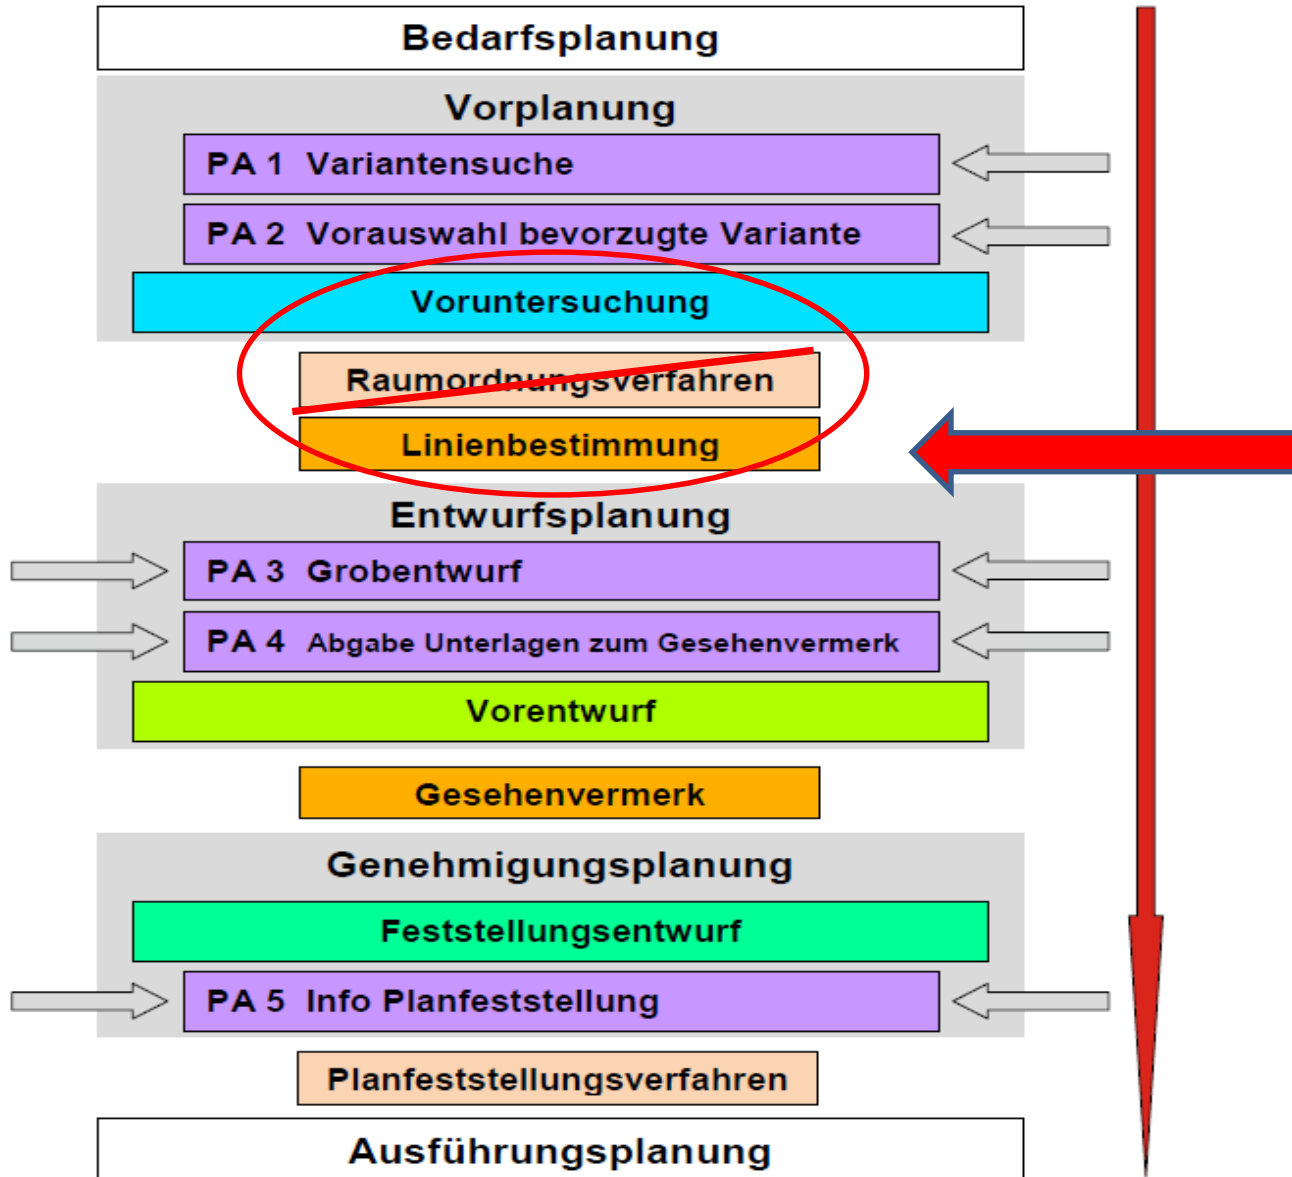 Bedarfsplanung
Vorplanung
PA 1 Variantensuche
PA 2 Vorauswahl bevorzugte Variante
Voruntersuchung
Raumordnungsverfahren
Linienbestimmung
Entwurfsplanung
PA 3 Grobentwurf
PA 4 Abgabe Unterlagen zum Gesehenvermerk
Vorentwurf
Gesehenvermerk
Genehmigungsplanung
Feststellungsentwurf
PA 5 Info Planfeststellung
Planfeststellungsverfahren
Ausführungsplanung